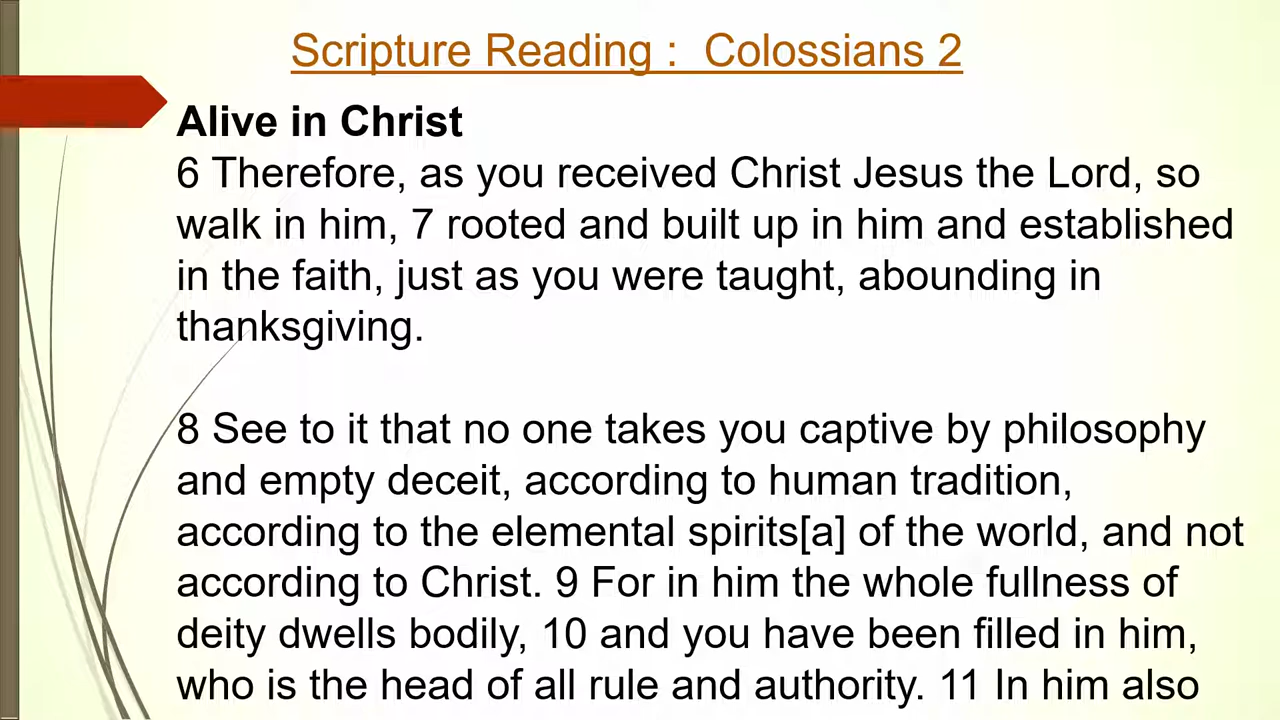 Scripture Reading :  Colossians 2
Alive in Christ
6 Therefore, as you received Christ Jesus the Lord, so
walk in him, 7 rooted and built up in him and established
in the faith, just as you were taught, abounding in
thanksgiving.
8 See to it that no one takes you captive by philosophy
and empty deceit, according to human tradition,
according to the elemental spirits[a] of the world, and not
according to Christ. 9 For in him the whole fullness of
deity dwells bodily, 10 and you have been filled in him,
who is the head of all rule and authority. 11 In him also